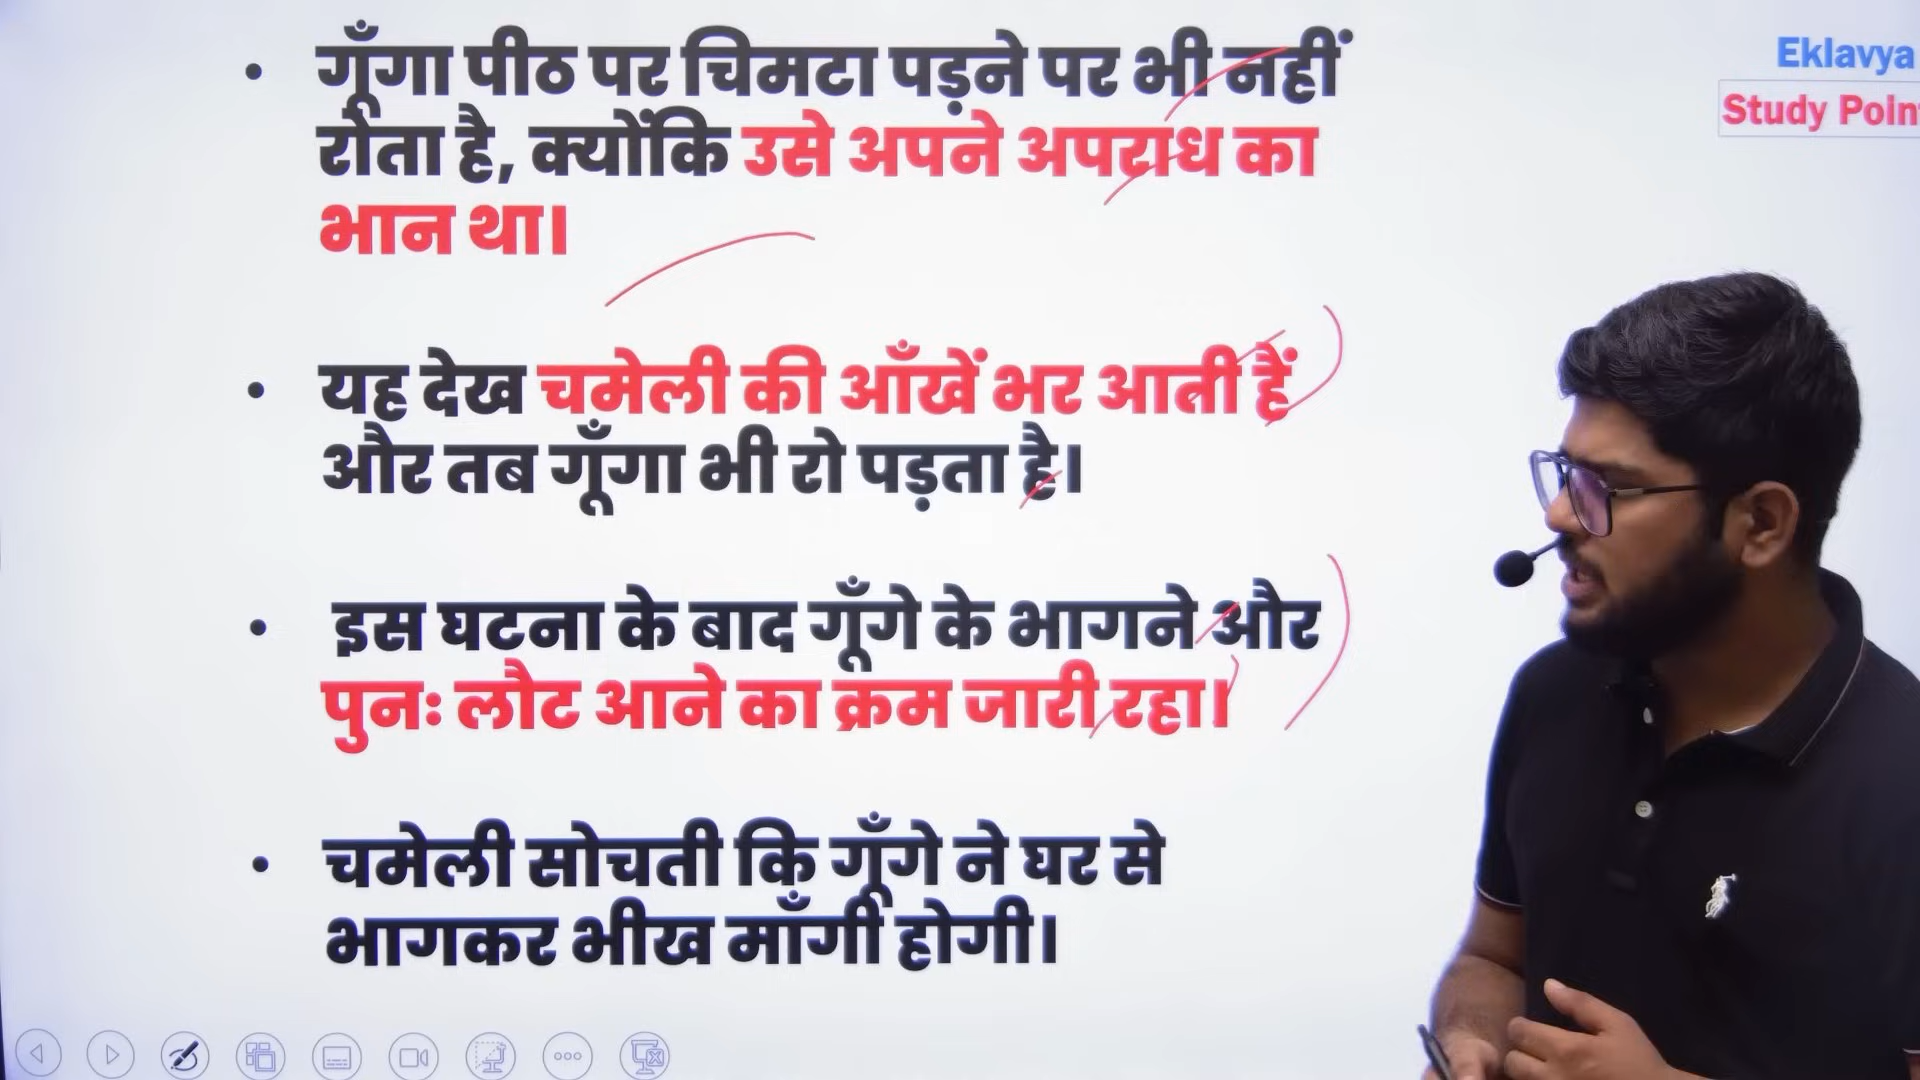 गूँगा पीठ पर चिमटा पड़ने पर भी नहीं
रोता है, क्योंकि उसे अपने अपराध का
भान था।
यह देख चमेली की आँखें भर आती हैं
और तब गूँगा भी रो पड़ता है।
इस घटना के बाद गूँगे के भागने और
पुनः लौट आने का क्रम जारी रहा।
चमेली सोचती कि गूँगे ने घर से
भागकर भीख माँगी होगी।
Eklavya
Study Poin